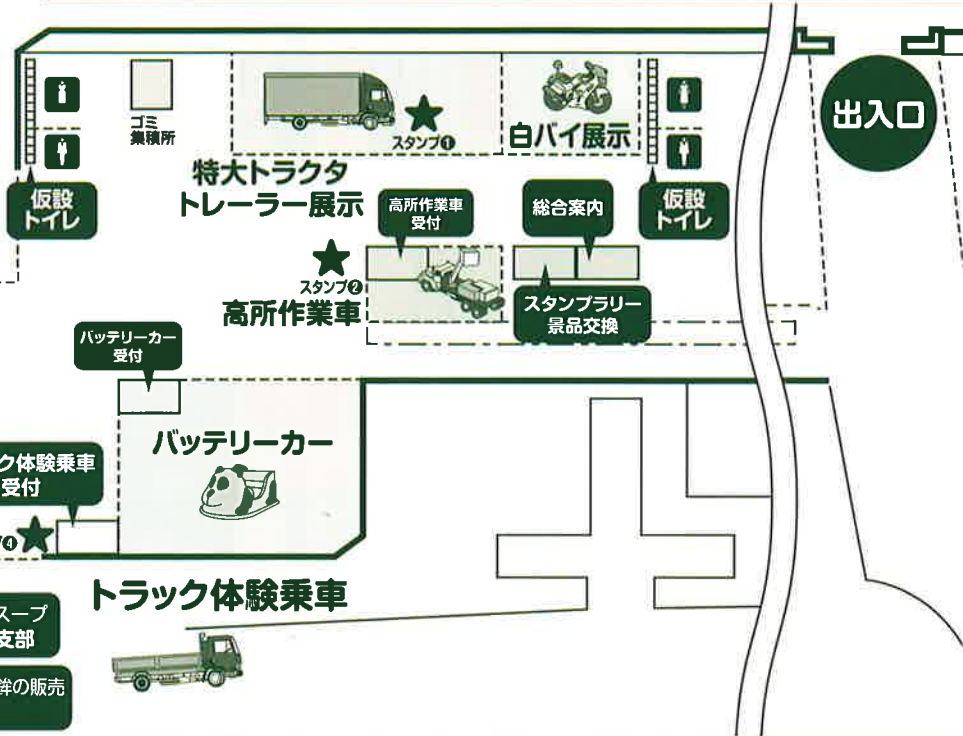 出入口
ゴミ
集積所
スタンプ❶
白バイ展示
特大トラクタ
トレーラー展示
仮設
トイレ
高所作業車
受付
総合案内
仮設
トイレ
スタンプ❷
高所作業車
スタンプラリー
景品交換
バッテリーカー
受付
バッテリーカー
ク体験乗車
受付
❹
トラック体験乗車
スープ
支部
の販売